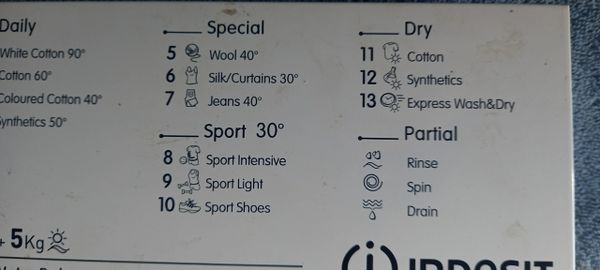 Daily
White Cotton 90°
Cotton 60°
Coloured Cotton 40°
Synthetics 50°
+ 5Kg
Special
5 Wool 40°
6 Silk/Curtains 30°
7 Jeans 40°
Sport 30°
8 Sport Intensive
9 Sport Light
10 Sport Shoes
Dry
11 Cotton
12 Synthetics
13 Express Wash&Dry
Partial
Rinse
Spin
Drain
INDESIT